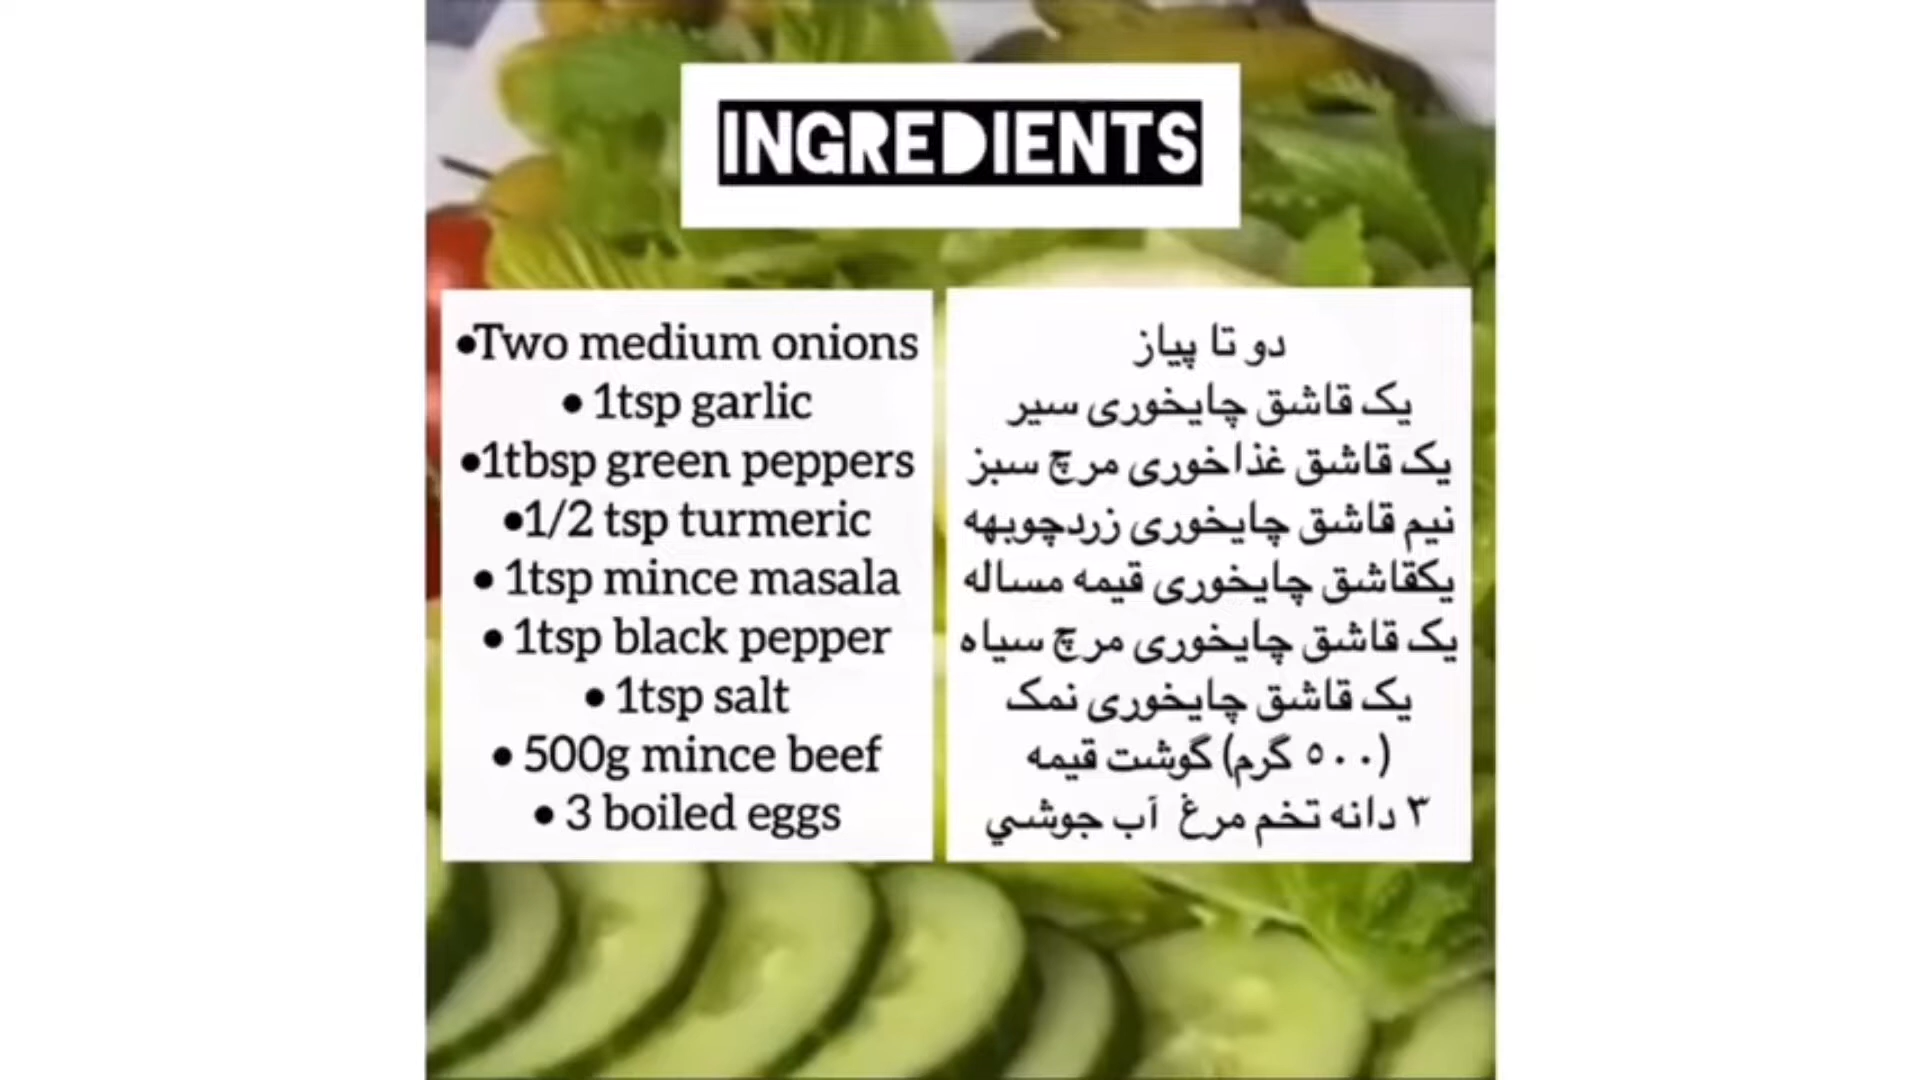 INGREDIENTS
•Two medium onions
• 1tsp garlic
•1tbsp green peppers
•1/2 tsp turmeric
• 1tsp mince masala
• 1tsp black pepper
• 1tsp salt
• 500g mince beef
• 3 boiled eggs
دو تا پیاز
یک قاشق چایخوری سیر
یک قاشق غذاخوری مرچ سبز
نیم قاشق چایخوری زردچوبهه
یکقاشق چایخوری قیمه مساله
یک قاشق چایخوری مرچ سیاه
یک قاشق چایخوری نمک
(۵۰۰ گرم) گوشت قیمه
۳ دانه تخم مرغ آب جوشي